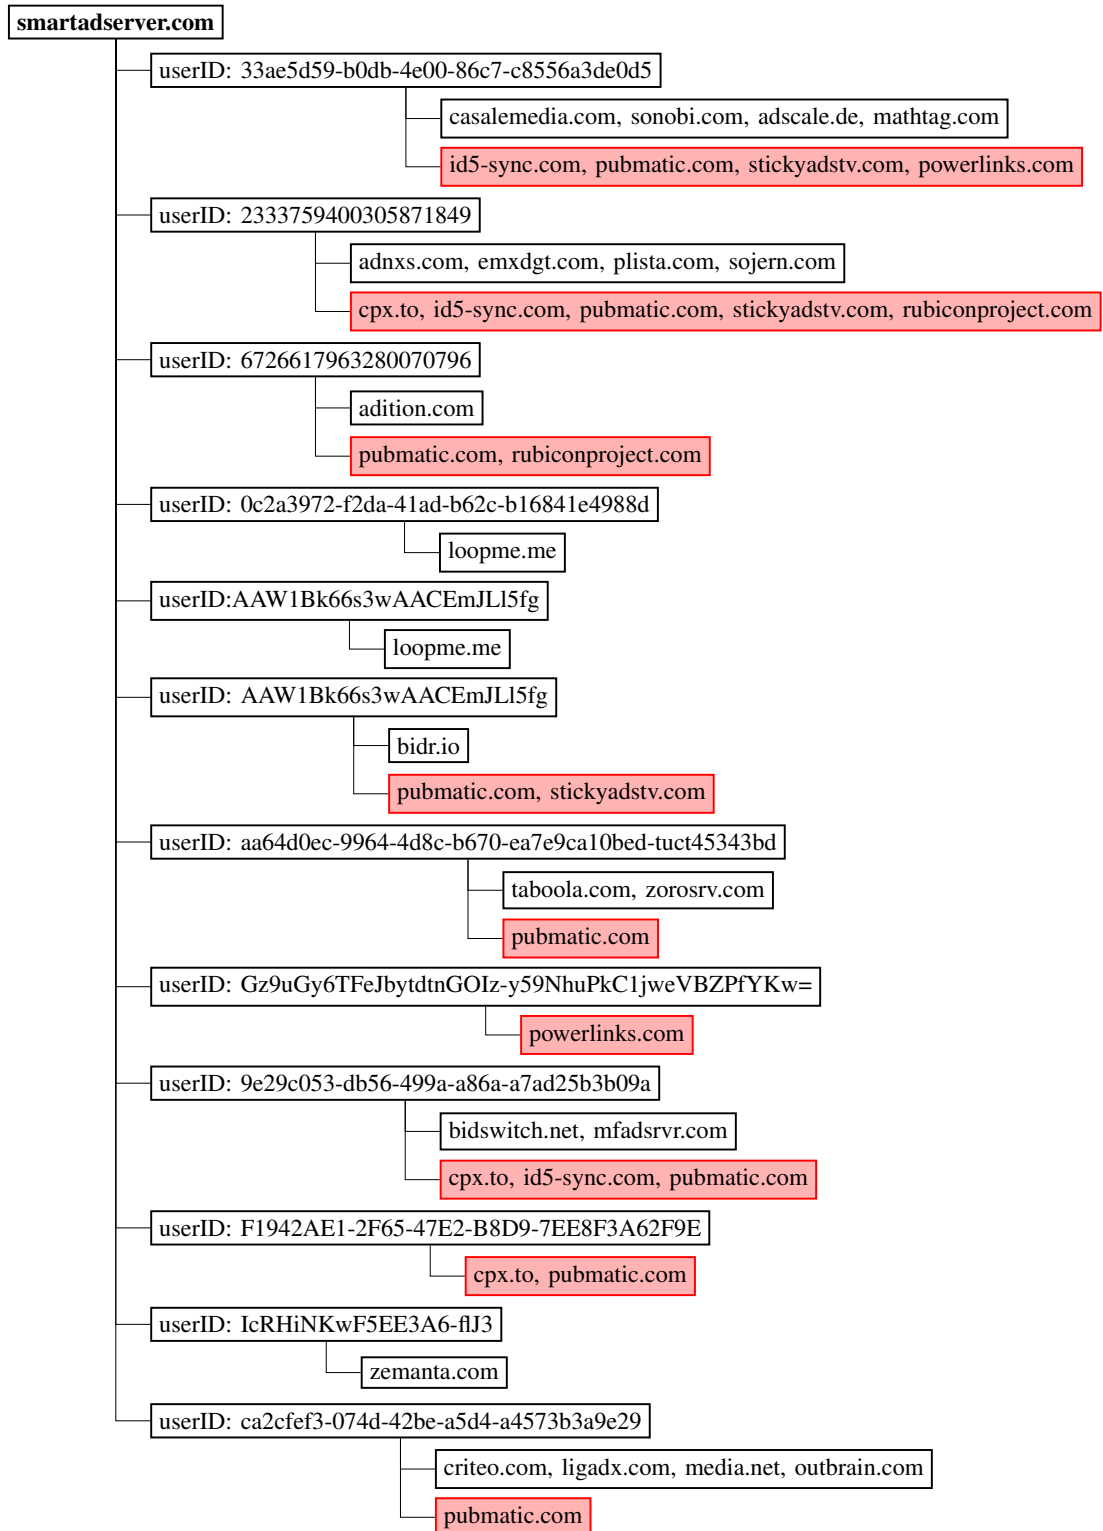 smartadserver.com
userID: 33ae5d59-b0db-4e00-86c7-c8556a3de0d5
casalemedia.com, sonobi.com, adscale.de, mathtag.com
id5-sync.com, pubmatic.com, stickyadstv.com, powerlinks.com
userID: 2333759400305871849
adnxs.com, emxdgt.com, plista.com, sojern.com
cpx.to, id5-sync.com, pubmatic.com, stickyadstv.com, rubiconproject.com
userID: 6726617963280070796
adition.com
pubmatic.com, rubiconproject.com
userID: 0c2a3972-f2da-41ad-b62c-b16841e4988d
loopme.me
userID:AAW1Bk66s3wAACEmJLl5fg
loopme.me
userID: AAW1Bk66s3wAACEmJLl5fg
bidr.io
pubmatic.com, stickyadstv.com
userID: aa64d0ec-9964-4d8c-b670-ea7e9ca10bed-tuct45343bd
taboola.com, zorosrv.com
pubmatic.com
userID: Gz9uGy6TFeJbytdtnGOIz-y59NhuPkC1jweVBZPfYKw=
powerlinks.com
userID: 9e29c053-db56-499a-a86a-a7ad25b3b09a
bidswitch.net, mfadsrvr.com
cpx.to, id5-sync.com, pubmatic.com
userID: F1942AE1-2F65-47E2-B8D9-7EE8F3A62F9E
cpx.to, pubmatic.com
userID: IcRHiNKwF5EE3A6-flJ3
zemanta.com
userID: ca2cfef3-074d-42be-a5d4-a4573b3a9e29
criteo.com, ligadx.com, media.net, outbrain.com
pubmatic.com